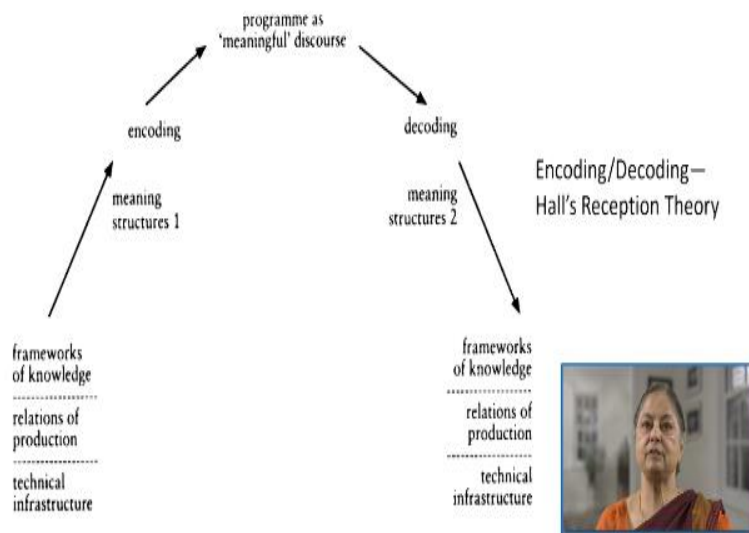 programme as
'meaningful' discourse
encoding
decoding
meaning
structures 1
meaning
structures 2
Encoding/Decoding—
Hall's Reception Theory
frameworks
of knowledge
relations of
production
technical
infrastructure
frameworks
of knowledge
relations of
production
technical
infrastructure